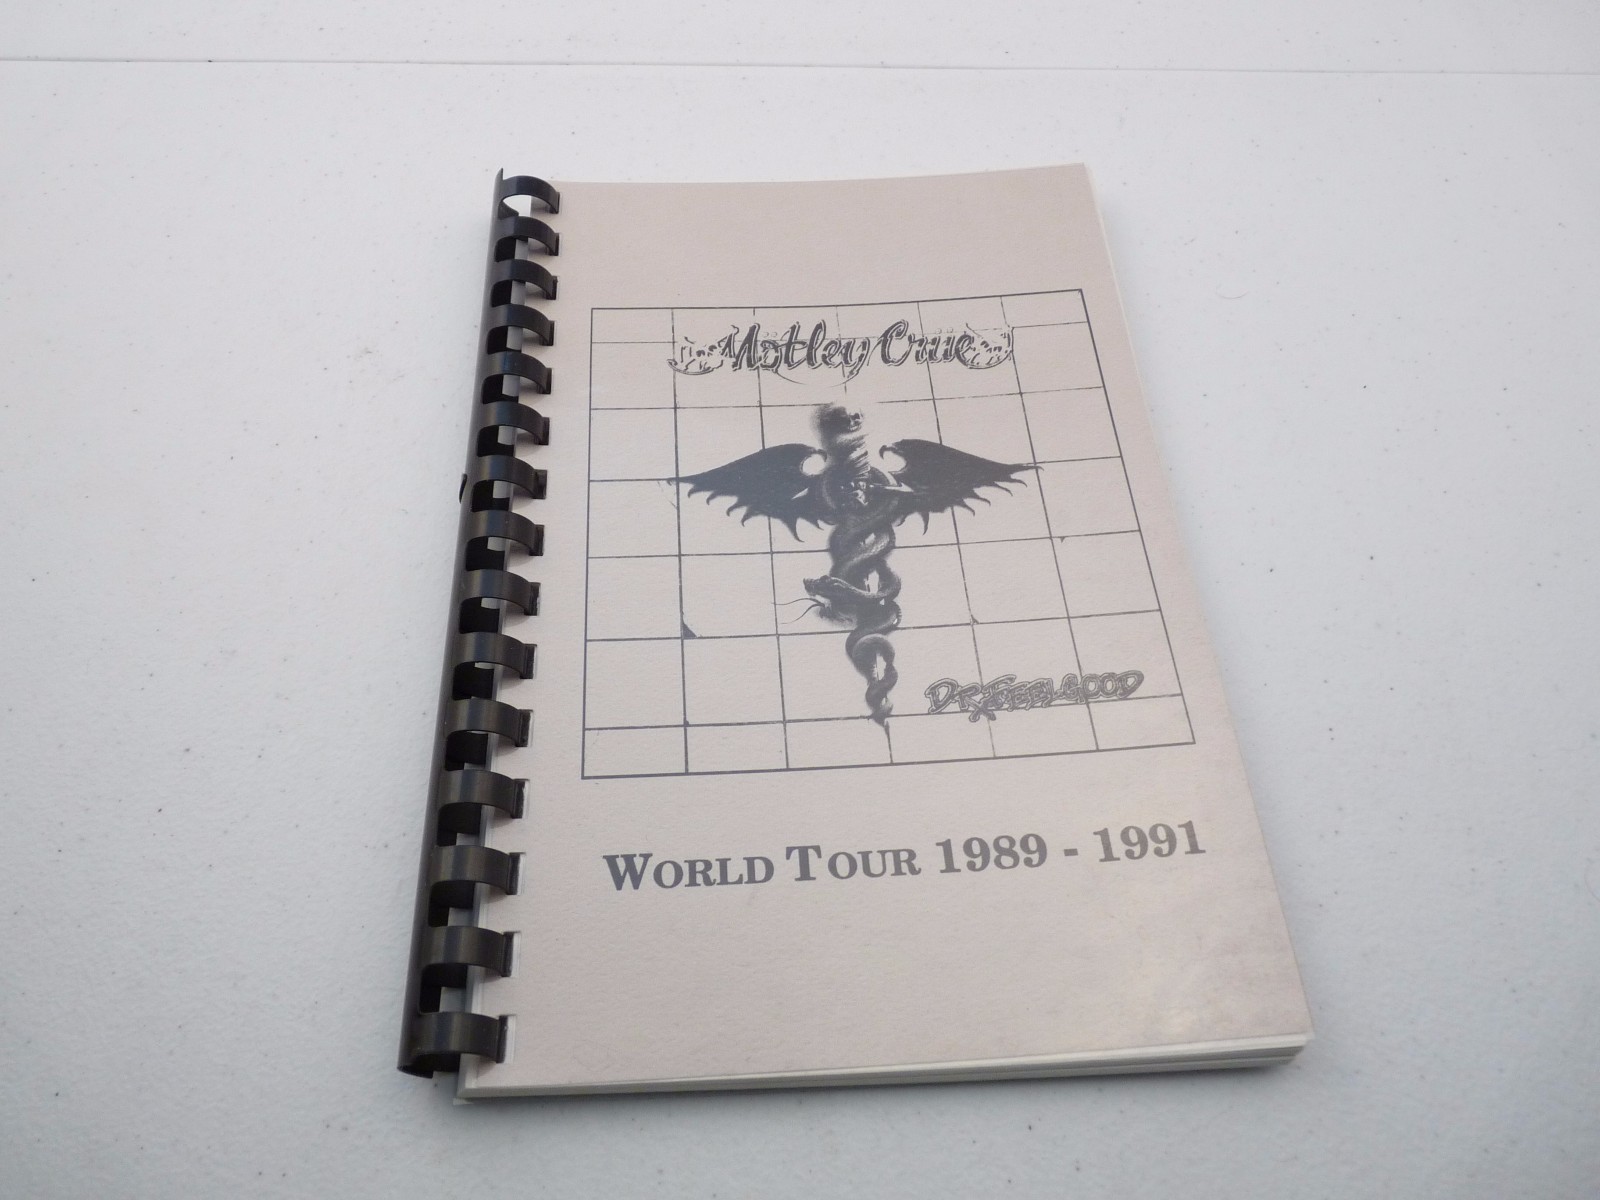 Mötley Crüe
Dr. Feelgood
World Tour 1989 - 1991